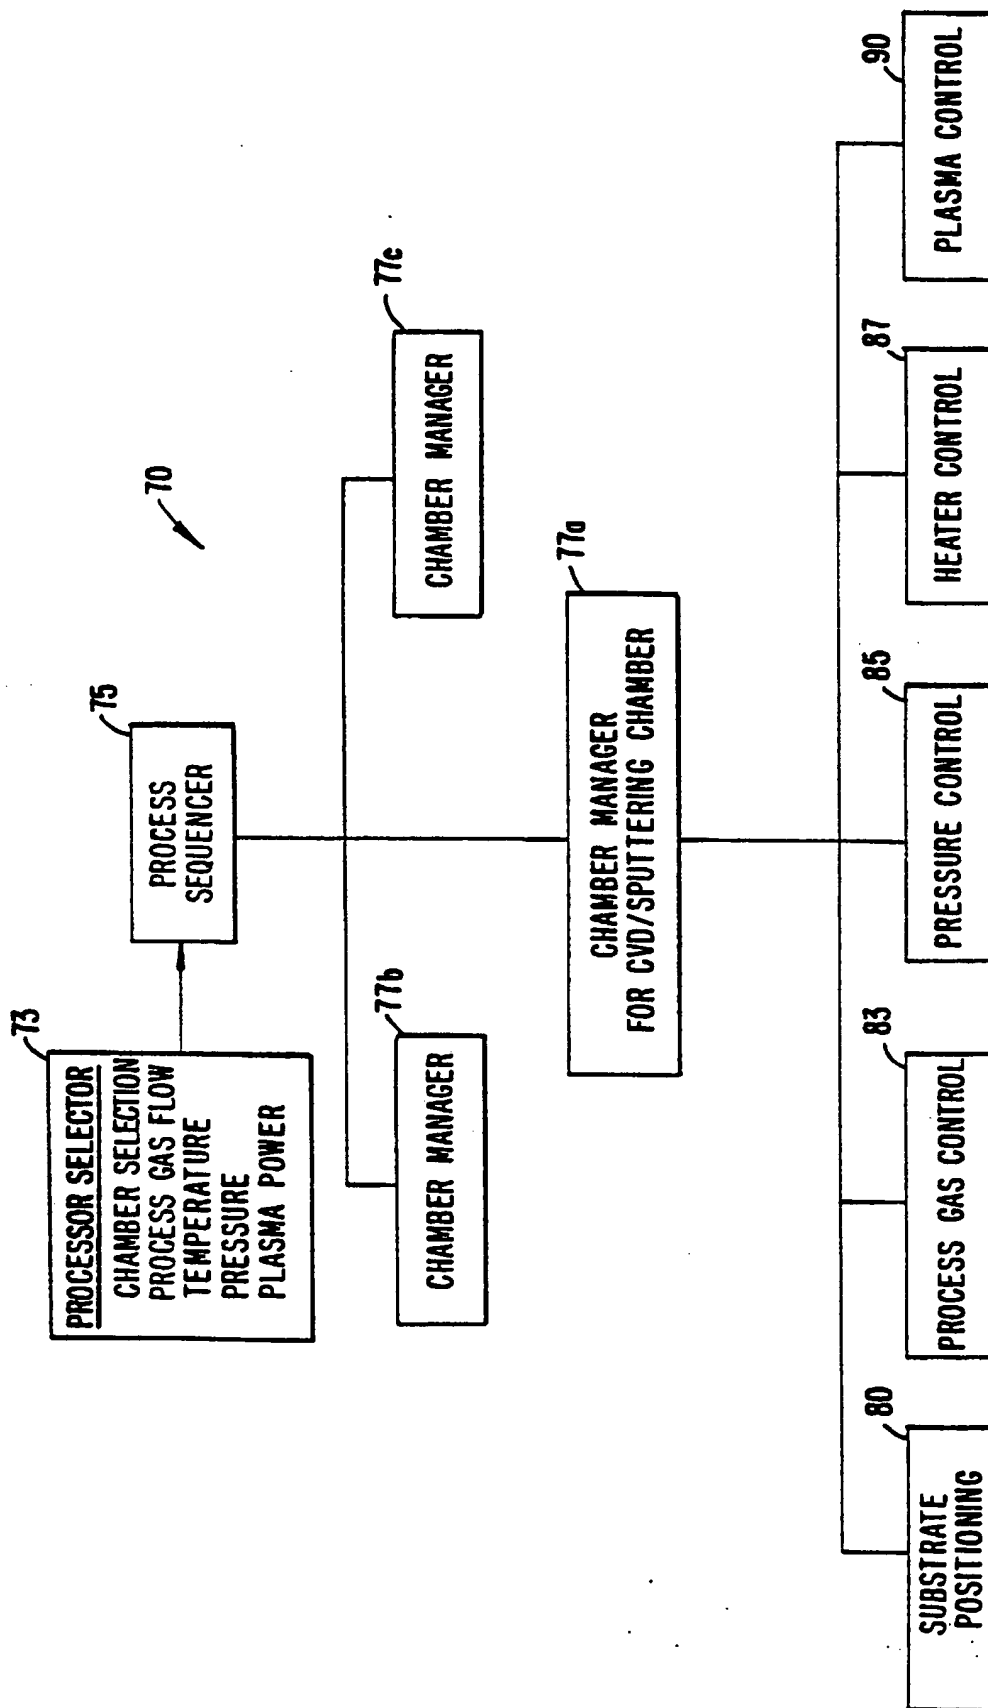 70
73
PROCESSOR SELECTOR
CHAMBER SELECTION
PROCESS GAS FLOW
TEMPERATURE
PRESSURE
PLASMA POWER
75
PROCESS
SEQUENCER
77b
CHAMBER MANAGER
77c
CHAMBER MANAGER
77a
CHAMBER MANAGER
FOR CVD/SPUTTERING CHAMBER
80
SUBSTRATE
POSITIONING
83
PROCESS GAS CONTROL
85
PRESSURE CONTROL
87
HEATER CONTROL
90
PLASMA CONTROL